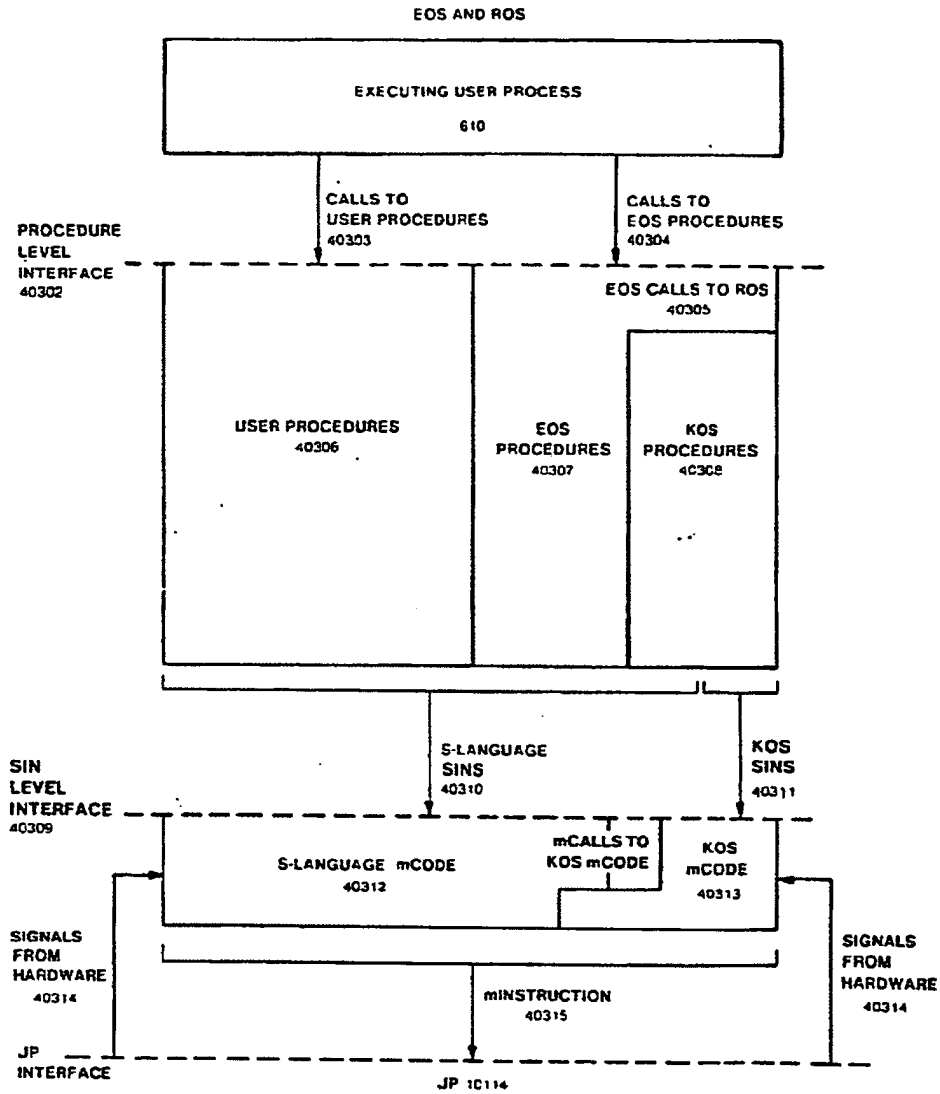 EOS AND ROS
EXECUTING USER PROCESS
610
CALLS TO
USER PROCEDURES
40303
CALLS TO
EOS PROCEDURES
40304
PROCEDURE
LEVEL
INTERFACE
40302
EOS CALLS TO ROS
40305
USER PROCEDURES
40306
EOS
PROCEDURES
40307
KOS
PROCEDURES
40308
S-LANGUAGE
SINS
40310
KOS
SINS
40311
SIN
LEVEL
INTERFACE
40309
mCALLS TO
KOS mCODE
S-LANGUAGE mCODE
40312
KOS
mCODE
40313
SIGNALS
FROM
HARDWARE
40314
SIGNALS
FROM
HARDWARE
40314
mINSTRUCTION
40315
JP
INTERFACE
JP 10114